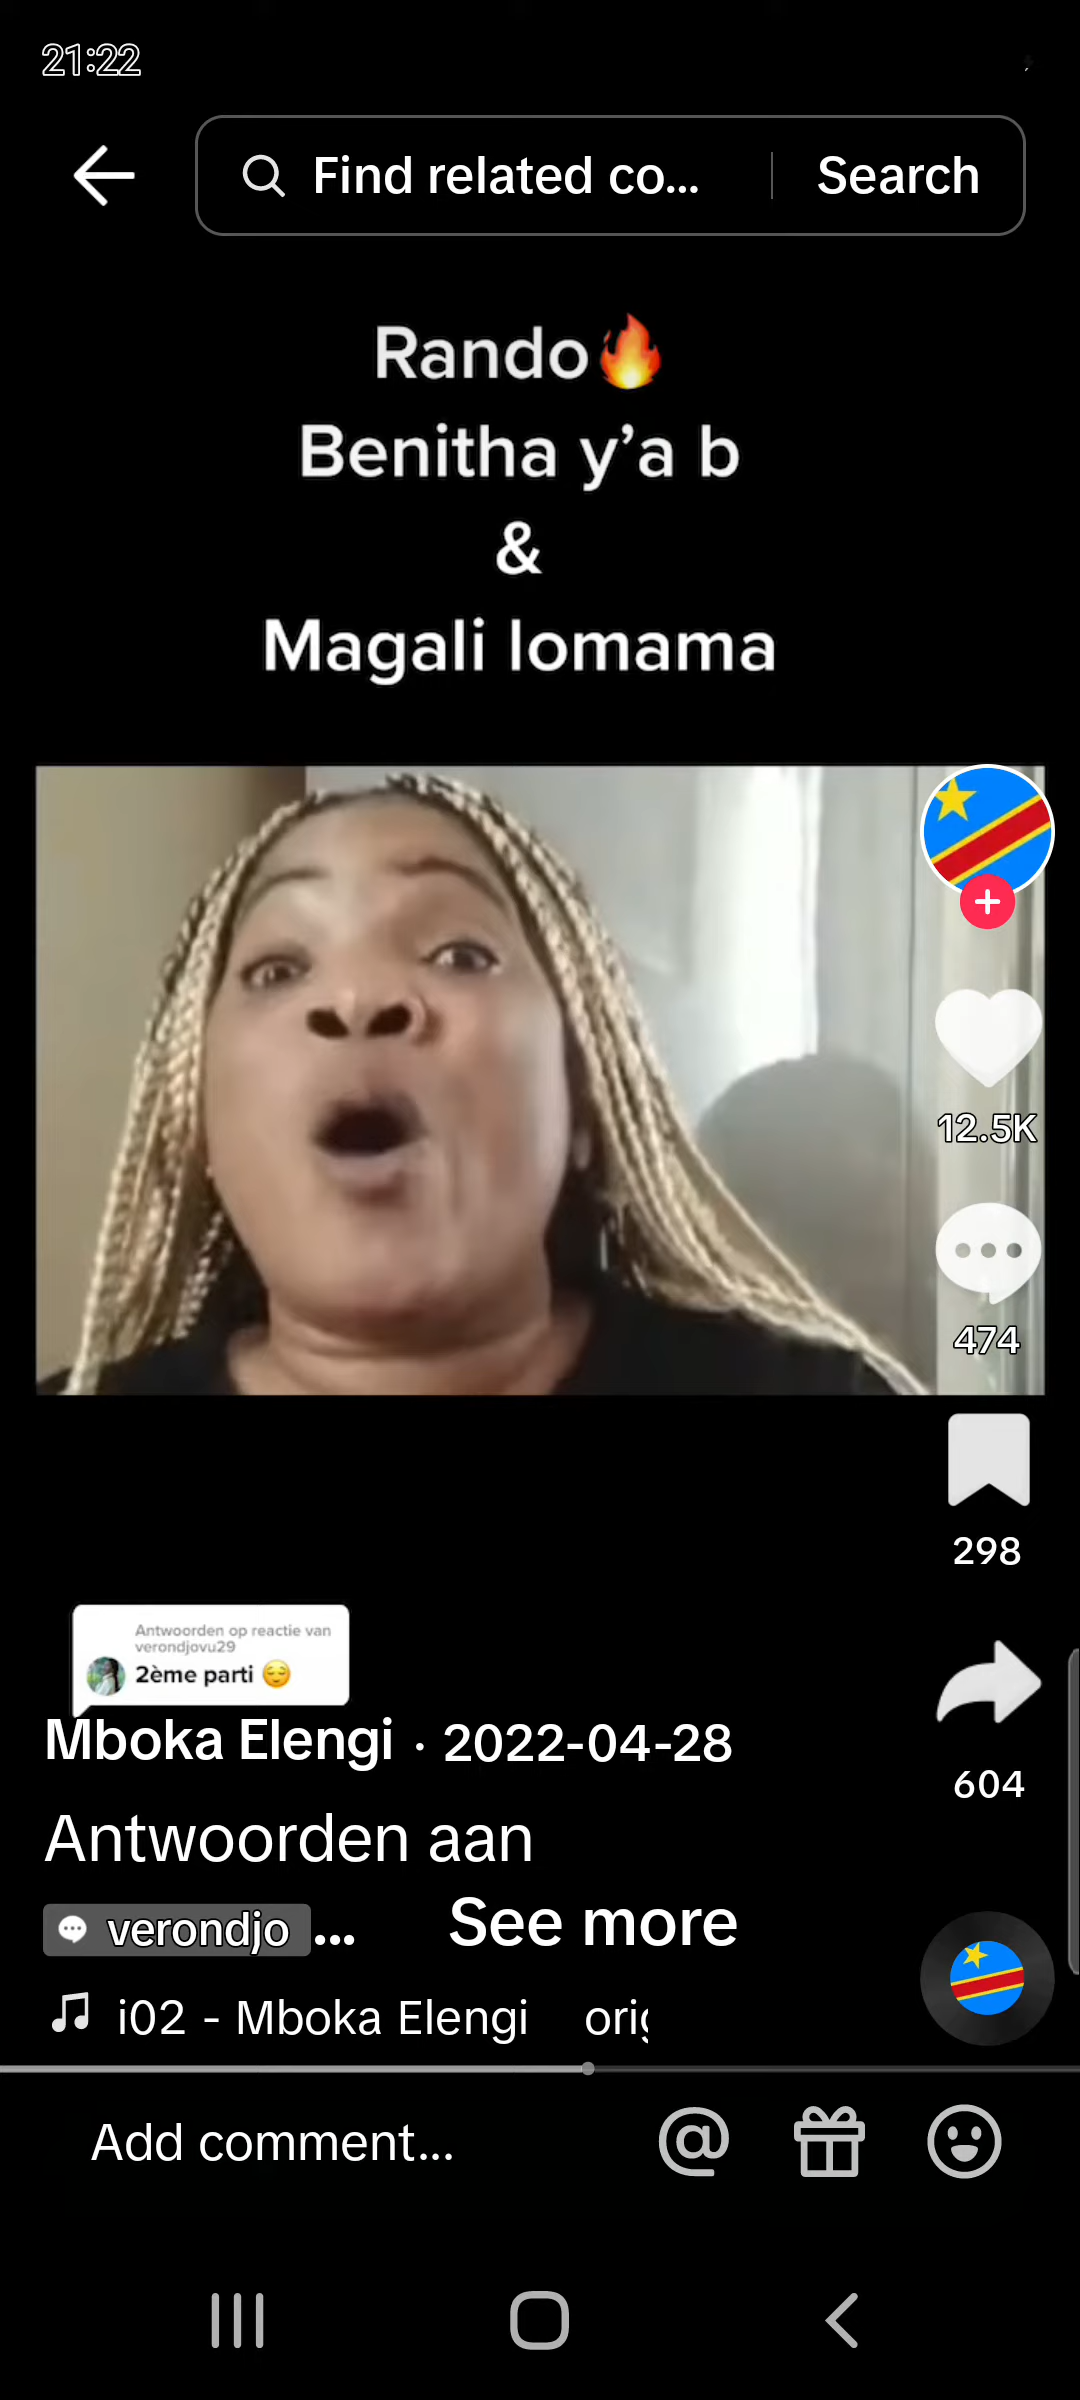 21:22
Find related co... Search
Rando🔥
Benitha y’a b
&
Magali lomama
12.5K
474
298
Antwoorden op reactie van
verondjovu29
2ème parti 😌
604
Mboka Elengi · 2022-04-28
Antwoorden aan
verondjo ... See more
i02 - Mboka Elengi
Add comment...